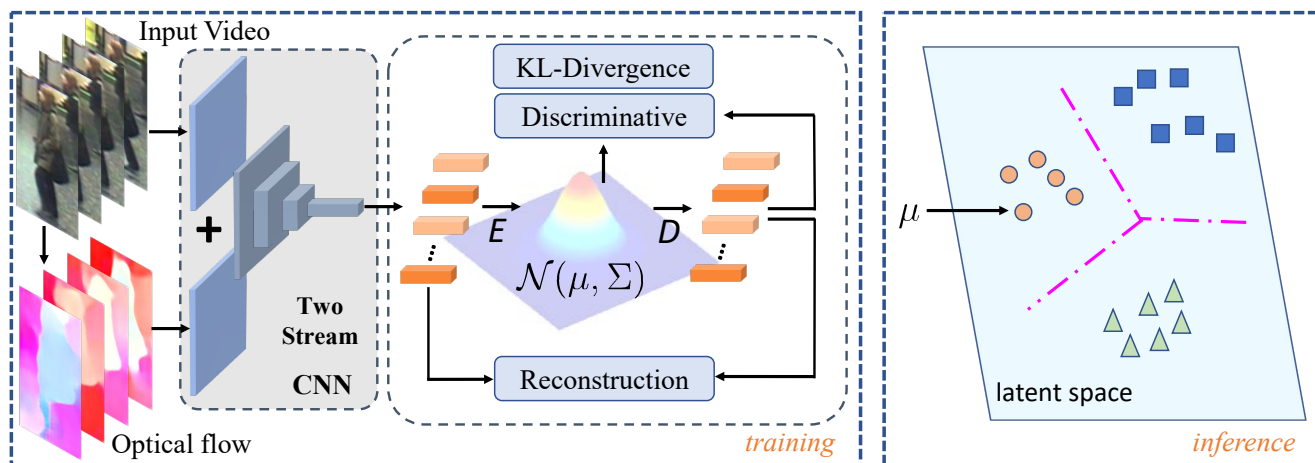 Input Video
KL-Divergence
Discriminative
E
D
+
𝒩(μ, Σ)
Two
Stream
CNN
Reconstruction
Optical flow
training
μ
latent space
inference